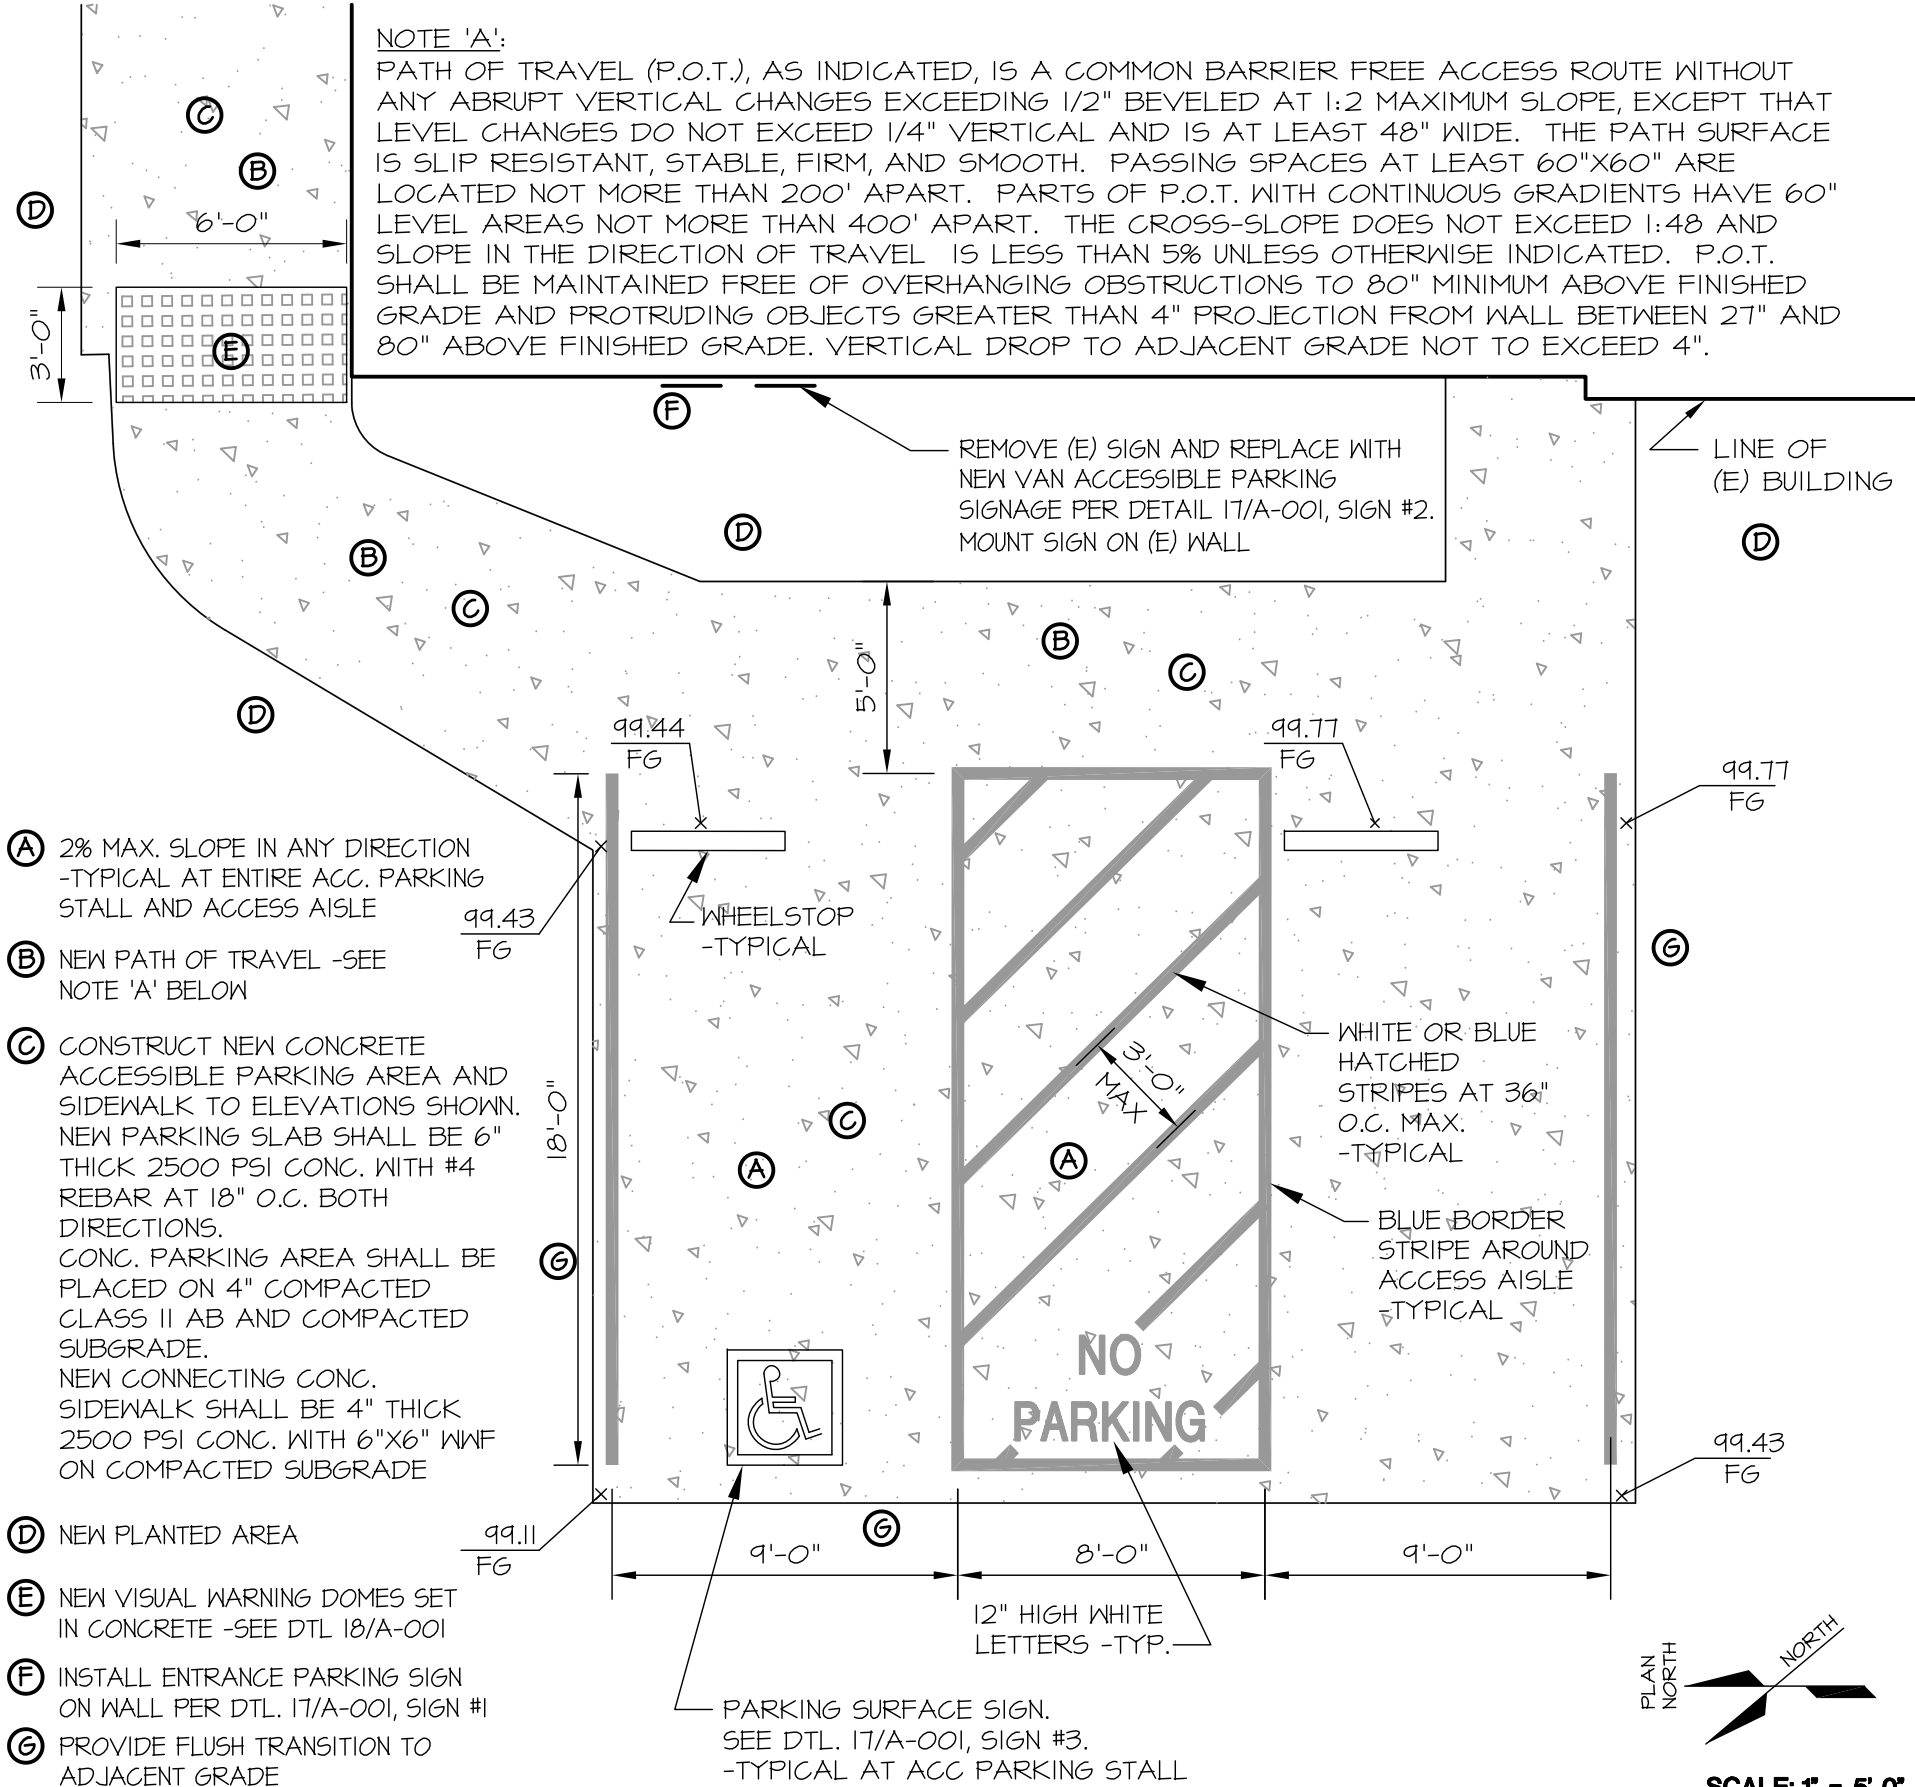 NOTE 'A':
PATH OF TRAVEL (P.O.T.), AS INDICATED, IS A COMMON BARRIER FREE ACCESS ROUTE WITHOUT
ANY ABRUPT VERTICAL CHANGES EXCEEDING 1/2" BEVELED AT 1:2 MAXIMUM SLOPE, EXCEPT THAT
LEVEL CHANGES DO NOT EXCEED 1/4" VERTICAL AND IS AT LEAST 48" WIDE. THE PATH SURFACE
IS SLIP RESISTANT, STABLE, FIRM, AND SMOOTH. PASSING SPACES AT LEAST 60"X60" ARE
LOCATED NOT MORE THAN 200' APART. PARTS OF P.O.T. WITH CONTINUOUS GRADIENTS HAVE 60"
LEVEL AREAS NOT MORE THAN 400' APART. THE CROSS-SLOPE DOES NOT EXCEED 1:48 AND
SLOPE IN THE DIRECTION OF TRAVEL IS LESS THAN 5% UNLESS OTHERWISE INDICATED. P.O.T.
SHALL BE MAINTAINED FREE OF OVERHANGING OBSTRUCTIONS TO 80" MINIMUM ABOVE FINISHED
GRADE AND PROTRUDING OBJECTS GREATER THAN 4" PROJECTION FROM WALL BETWEEN 27" AND
80" ABOVE FINISHED GRADE. VERTICAL DROP TO ADJACENT GRADE NOT TO EXCEED 4".
C
B
D
6'-0"
3'-0"
E
F
REMOVE (E) SIGN AND REPLACE WITH
NEW VAN ACCESSIBLE PARKING
SIGNAGE PER DETAIL 17/A-001, SIGN #2.
MOUNT SIGN ON (E) WALL
LINE OF
(E) BUILDING
D
D
B
C
B
C
5'-0"
D
99.44
FG
99.77
FG
99.77
FG
A 2% MAX. SLOPE IN ANY DIRECTION
-TYPICAL AT ENTIRE ACC. PARKING
STALL AND ACCESS AISLE
99.43
FG
WHEELSTOP
-TYPICAL
G
B NEW PATH OF TRAVEL -SEE
NOTE 'A' BELOW
C CONSTRUCT NEW CONCRETE
ACCESSIBLE PARKING AREA AND
SIDEWALK TO ELEVATIONS SHOWN.
NEW PARKING SLAB SHALL BE 6"
THICK 2500 PSI CONC. WITH #4
REBAR AT 18" O.C. BOTH
DIRECTIONS.
CONC. PARKING AREA SHALL BE
PLACED ON 4" COMPACTED
CLASS II AB AND COMPACTED
SUBGRADE.
NEW CONNECTING CONC.
SIDEWALK SHALL BE 4" THICK
2500 PSI CONC. WITH 6"X6" WWF
ON COMPACTED SUBGRADE
18'-0"
C
A
3'-0"
MAX
A
WHITE OR BLUE
HATCHED
STRIPES AT 36"
O.C. MAX.
-TYPICAL
BLUE BORDER
STRIPE AROUND
ACCESS AISLE
-TYPICAL
G
NO
PARKING
99.43
FG
D NEW PLANTED AREA
99.11
FG
G
9'-0"
8'-0"
9'-0"
E NEW VISUAL WARNING DOMES SET
IN CONCRETE -SEE DTL 18/A-001
12" HIGH WHITE
LETTERS -TYP.
F INSTALL ENTRANCE PARKING SIGN
ON WALL PER DTL. 17/A-001, SIGN #1
G PROVIDE FLUSH TRANSITION TO
ADJACENT GRADE
PARKING SURFACE SIGN.
SEE DTL. 17/A-001, SIGN #3.
-TYPICAL AT ACC PARKING STALL
PLAN
NORTH
NORTH
SCALE: 1" = 5'-0"